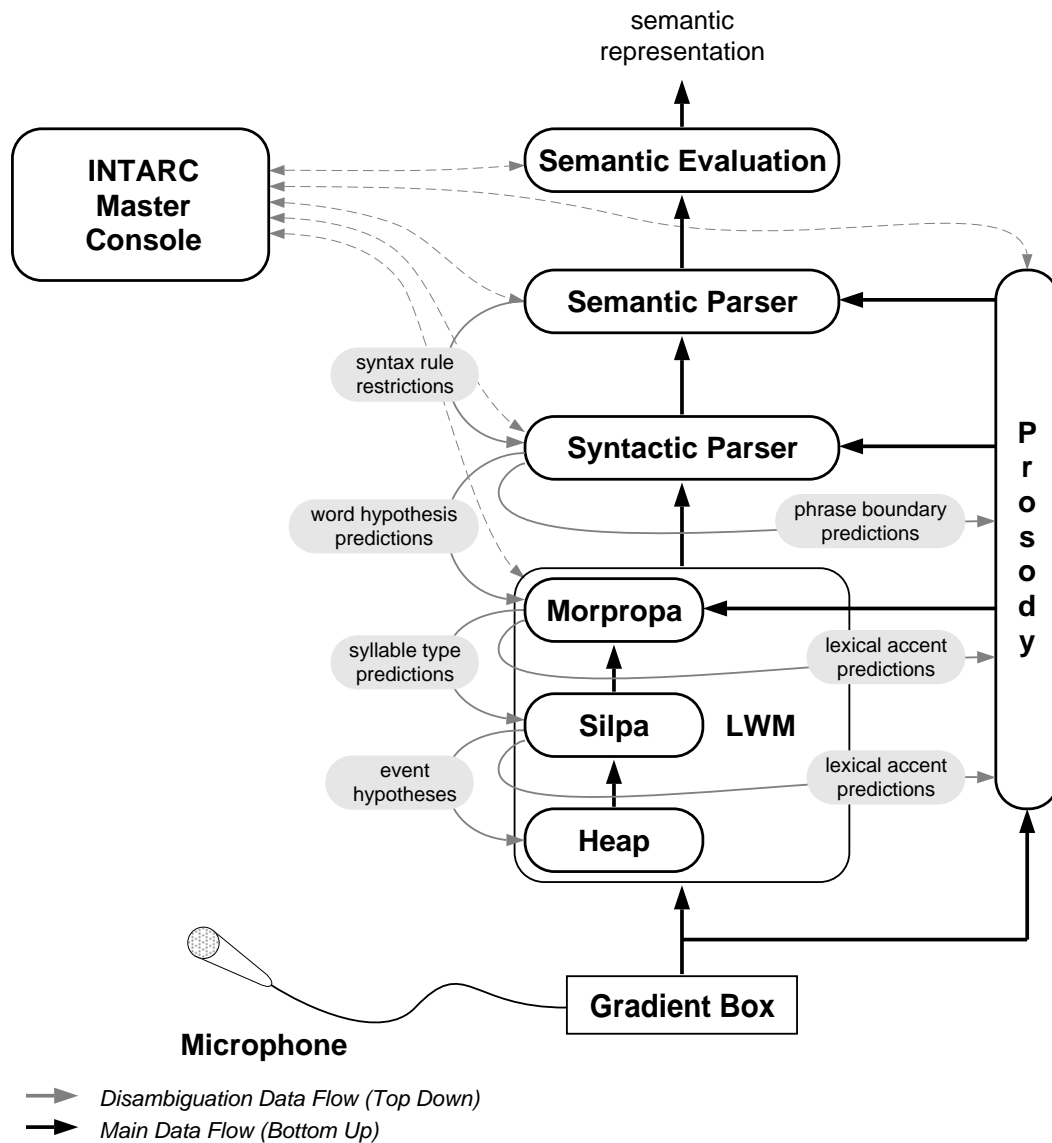 semantic
representation
INTARC
Master
Console
Semantic Evaluation
Semantic Parser
syntax rule
restrictions
Syntactic Parser
Prosody
word hypothesis
predictions
phrase boundary
predictions
Morpropa
syllable type
predictions
lexical accent
predictions
Silpa
LWM
event
hypotheses
lexical accent
predictions
Heap
Gradient Box
Microphone
Disambiguation Data Flow (Top Down)
Main Data Flow (Bottom Up)